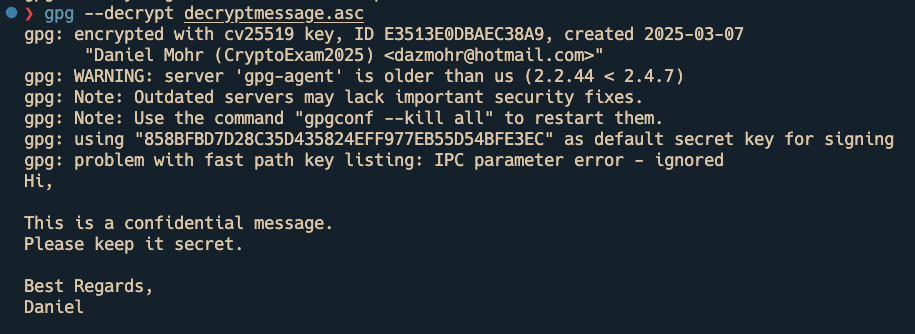 ❯ gpg --decrypt decryptmessage.asc
gpg: encrypted with cv25519 key, ID E3513E0DBAEC38A9, created 2025-03-07
"Daniel Mohr (CryptoExam2025) <dazmohr@hotmail.com>"
gpg: WARNING: server 'gpg-agent' is older than us (2.2.44 < 2.4.7)
gpg: Note: Outdated servers may lack important security fixes.
gpg: Note: Use the command "gpgconf --kill all" to restart them.
gpg: using "858BFBD7D28C35D435824EFF977EB55D54BFE3EC" as default secret key for signing
gpg: problem with fast path key listing: IPC parameter error - ignored
Hi,

This is a confidential message.
Please keep it secret.

Best Regards,
Daniel